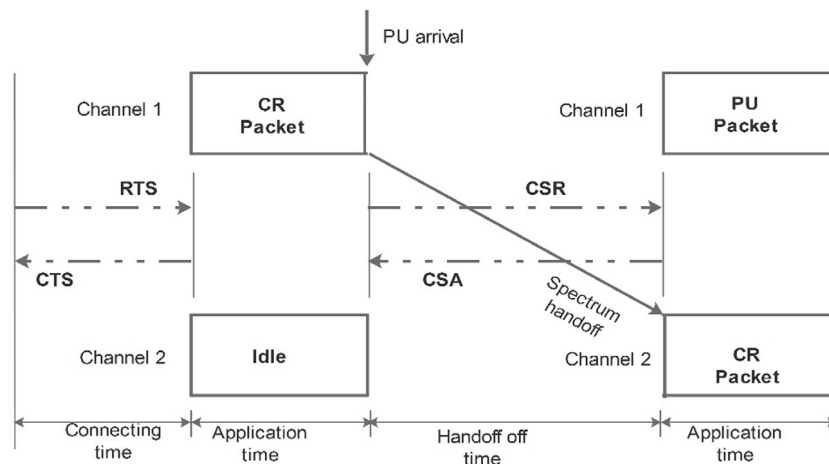 PU arrival
Channel 1
CR
Packet
Channel 1
PU
Packet
RTS
CSR
CTS
CSA
Spectrum
handoff
Channel 2
Idle
Channel 2
CR
Packet
Connecting
time
Application
time
Handoff off
time
Application
time